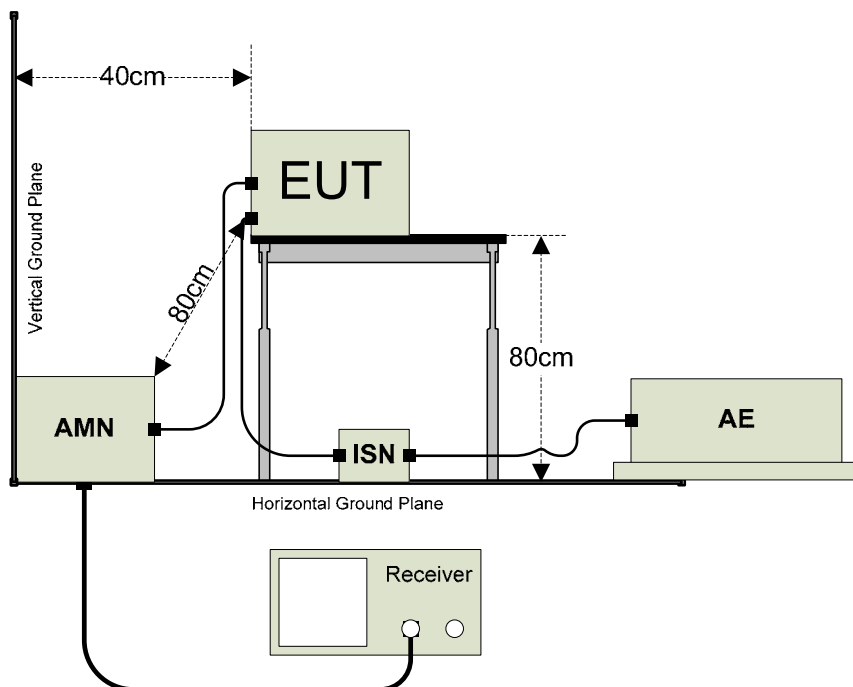 40cm
EUT
Vertical Ground Plane
80cm
80cm
AMN
ISN
AE
Horizontal Ground Plane
Receiver